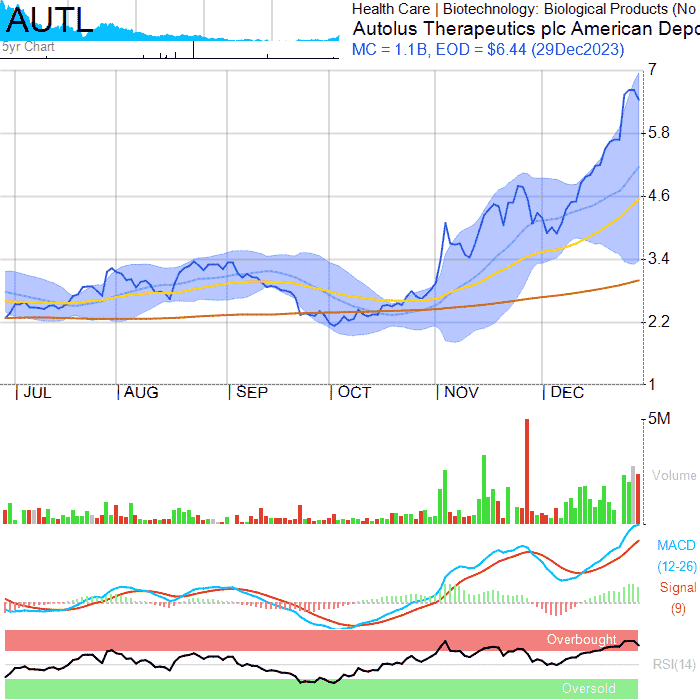 AUTL
Health Care | Biotechnology: Biological Products (No
Autolus Therapeutics plc American Depo
MC = 1.1B, EOD = $6.44 (29Dec2023)
5yr Chart
7
5.8
4.6
3.4
2.2
1
|JUL |AUG |SEP |OCT |NOV |DEC
5M
Volume
MACD
(12-26)
Signal
(9)
Overbought
RSI(14)
Oversold